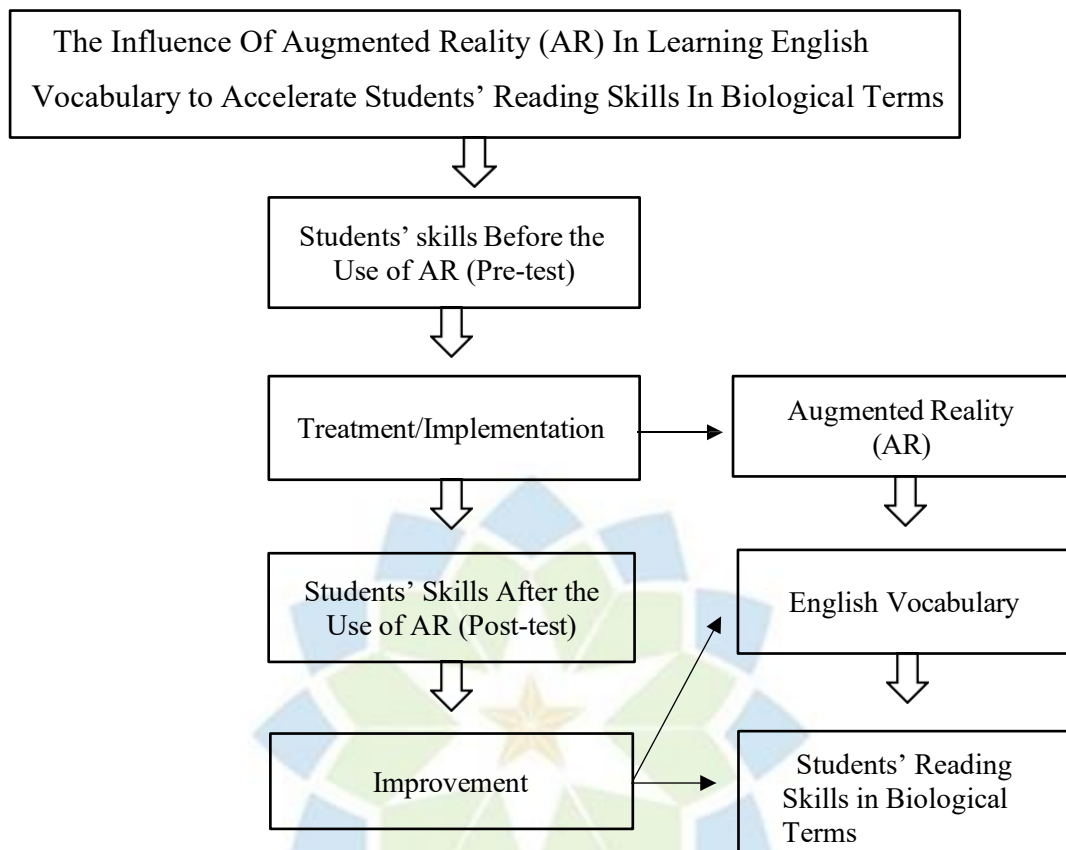 The Influence Of Augmented Reality (AR) In Learning English
Vocabulary to Accelerate Students’ Reading Skills In Biological Terms
Students’ skills Before the
Use of AR (Pre-test)
Treatment/Implementation
Augmented Reality
(AR)
Students’ Skills After the
Use of AR (Post-test)
English Vocabulary
Improvement
Students’ Reading
Skills in Biological
Terms